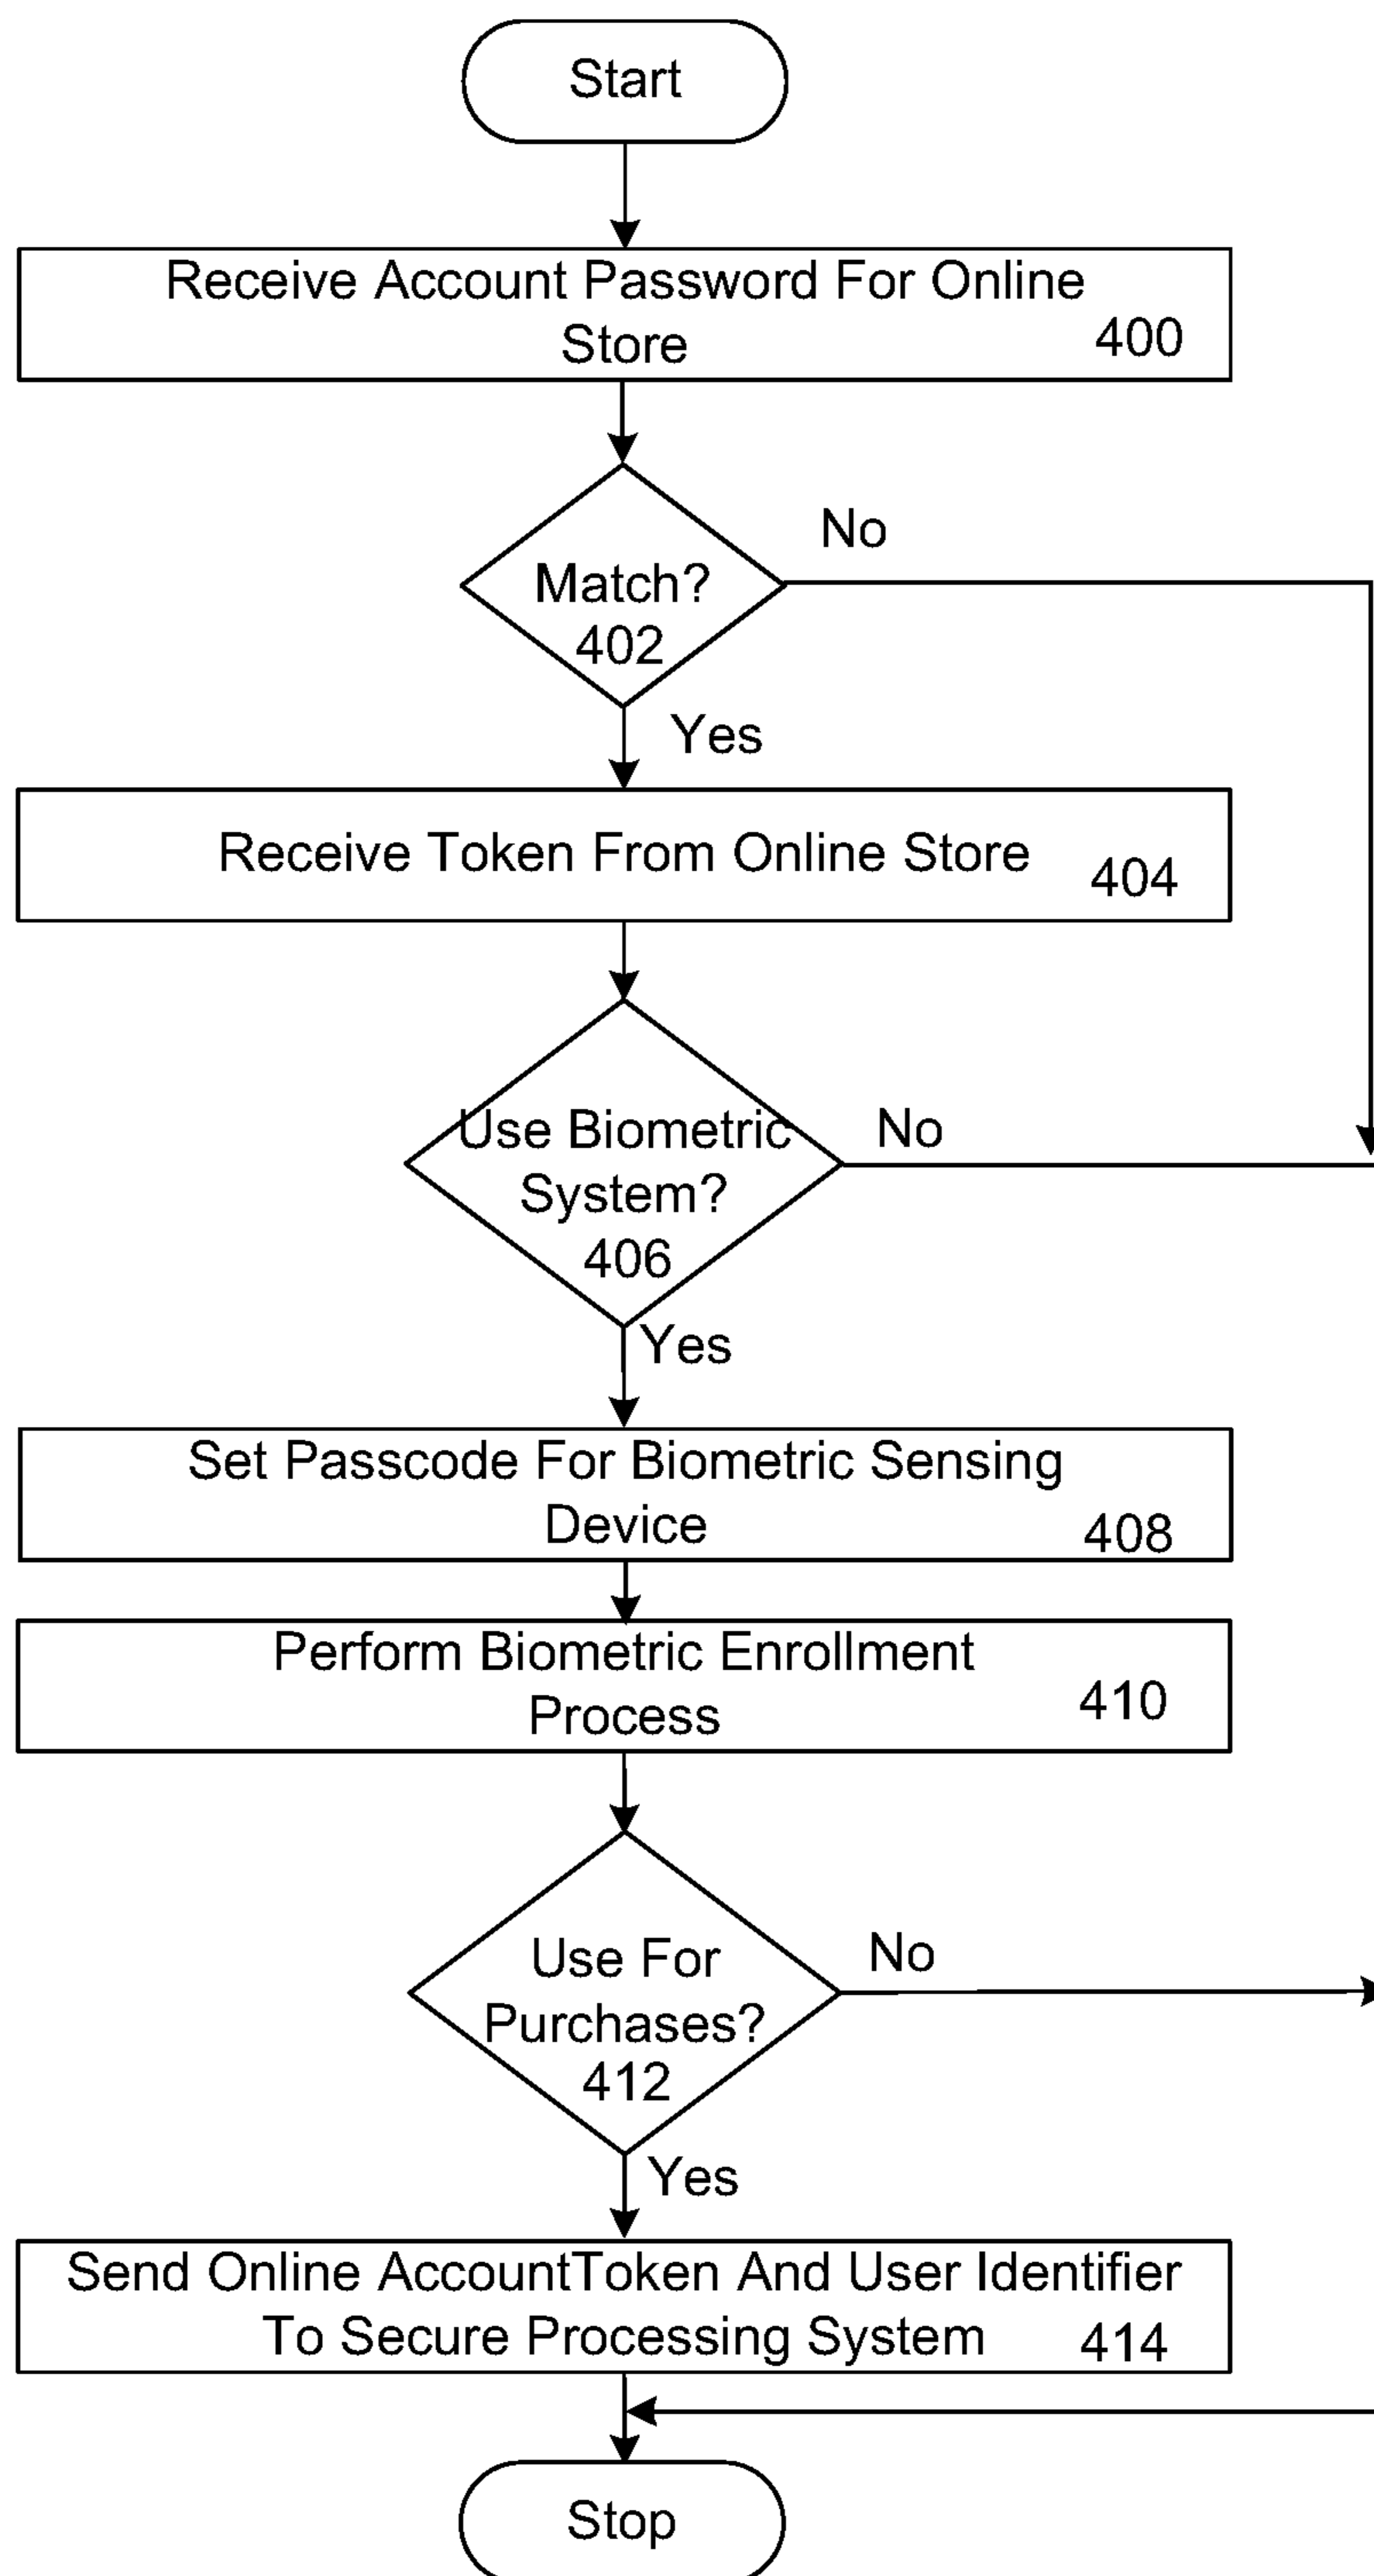 Start
Receive Account Password For Online
Store
400
Match?
402
No
Yes
Receive Token From Online Store
404
Use Biometric
System?
406
No
Yes
Set Passcode For Biometric Sensing
Device
408
Perform Biometric Enrollment
Process
410
Use For
Purchases?
412
No
Yes
Send Online AccountToken And User Identifier
To Secure Processing System
414
Stop